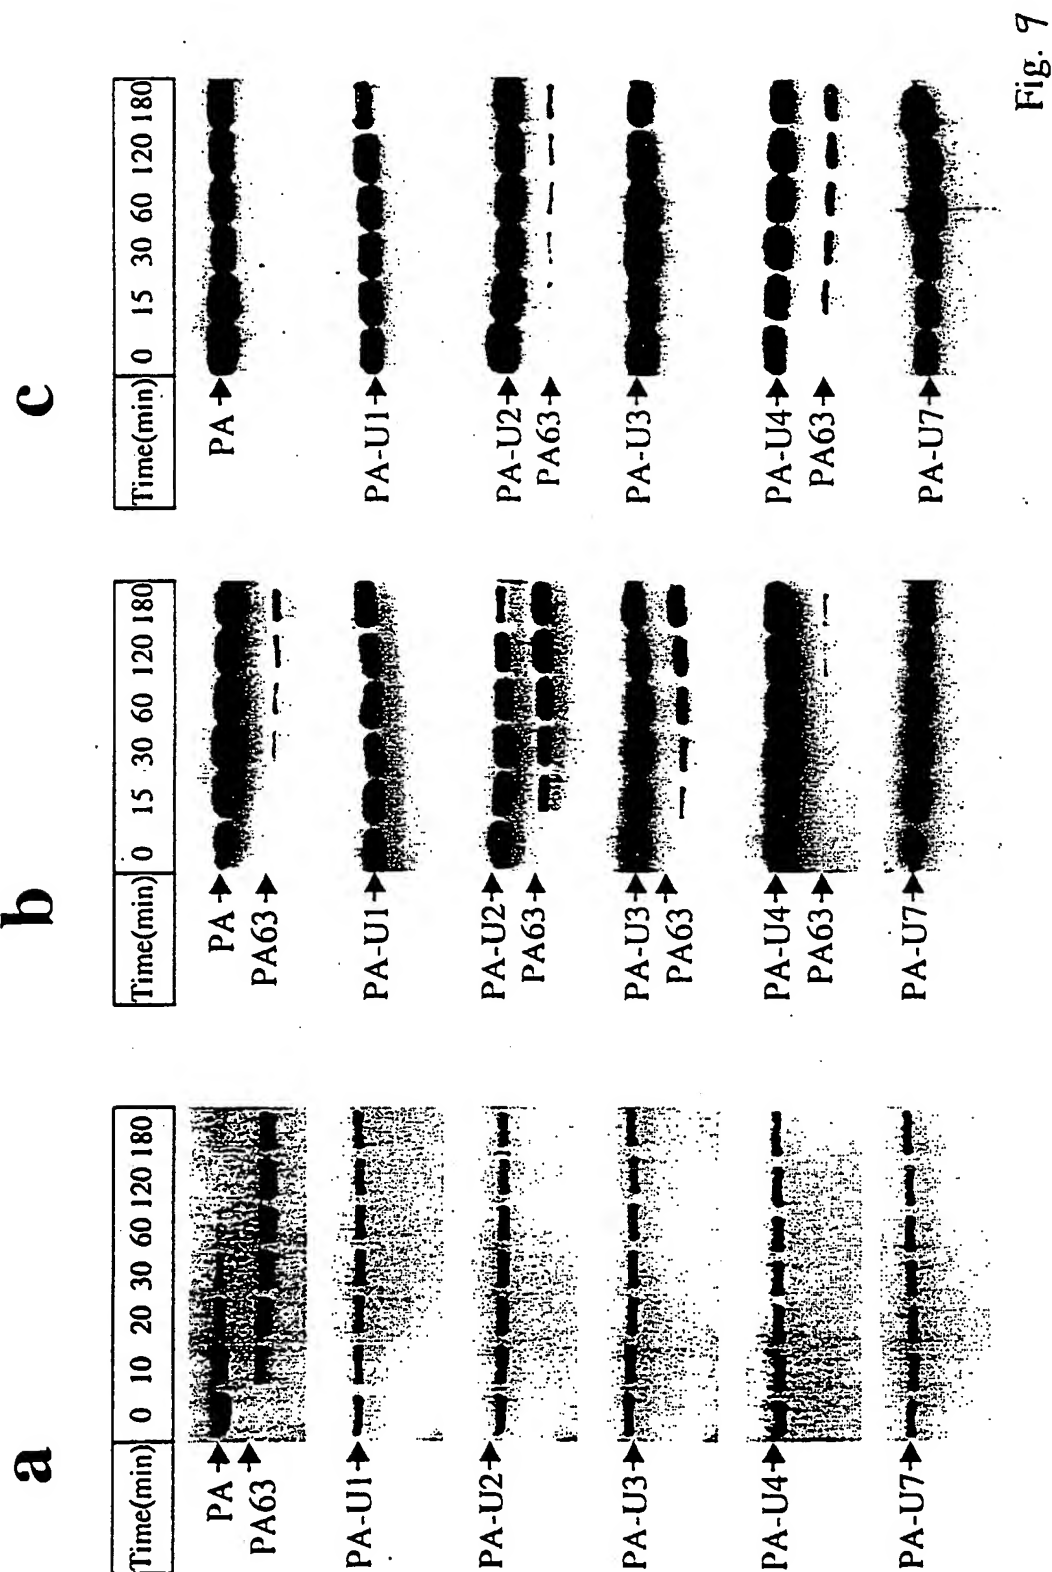 a
Time(min) 0 10 20 30 60 120 180
PA
PA63
PA-U1
PA-U2
PA-U3
PA-U4
PA-U7
b
Time(min) 0 15 30 60 120 180
PA
PA63
PA-U1
PA-U2
PA63
PA-U3
PA63
PA-U4
PA63
PA-U7
c
Time(min) 0 15 30 60 120 180
PA
PA-U1
PA-U2
PA63
PA-U3
PA-U4
PA63
PA-U7
Fig. 9